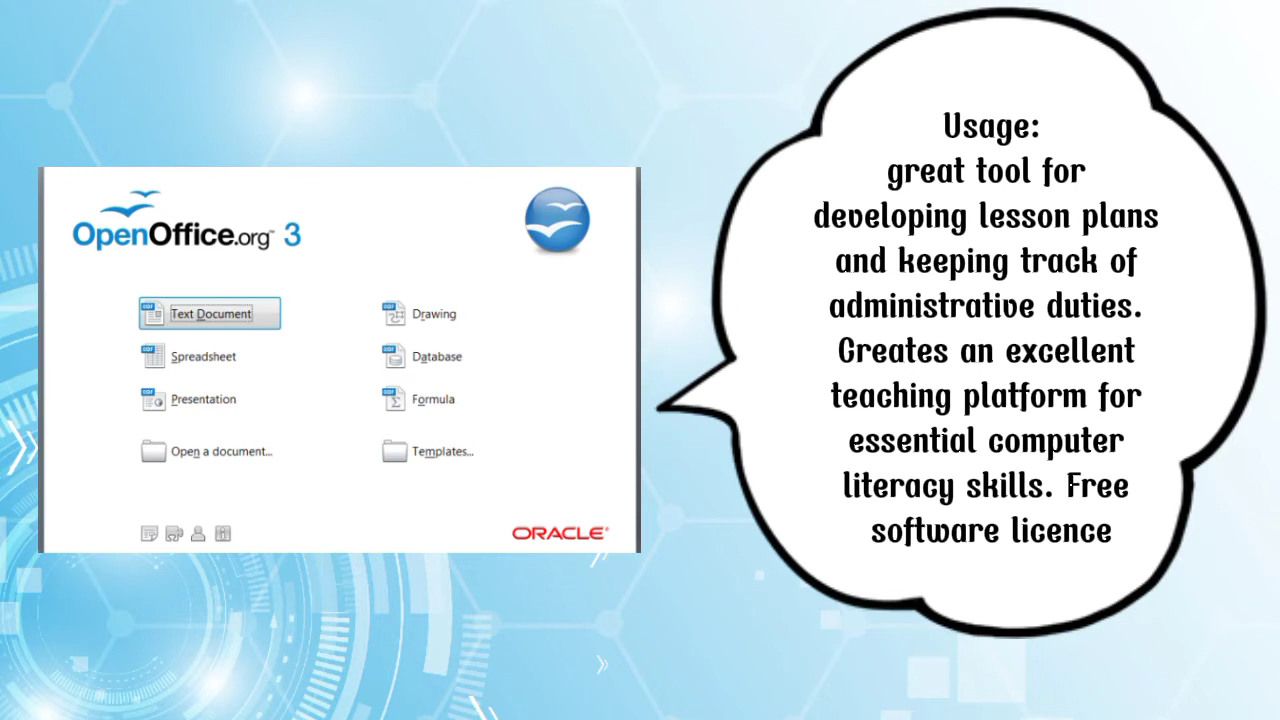 OpenOffice.org™ 3
Text Document
Drawing
Spreadsheet
Database
Presentation
Formula
Open a document...
Templates...
ORACLE®
Usage:
great tool for
developing lesson plans
and keeping track of
administrative duties.
Creates an excellent
teaching platform for
essential computer
literacy skills. Free
software licence